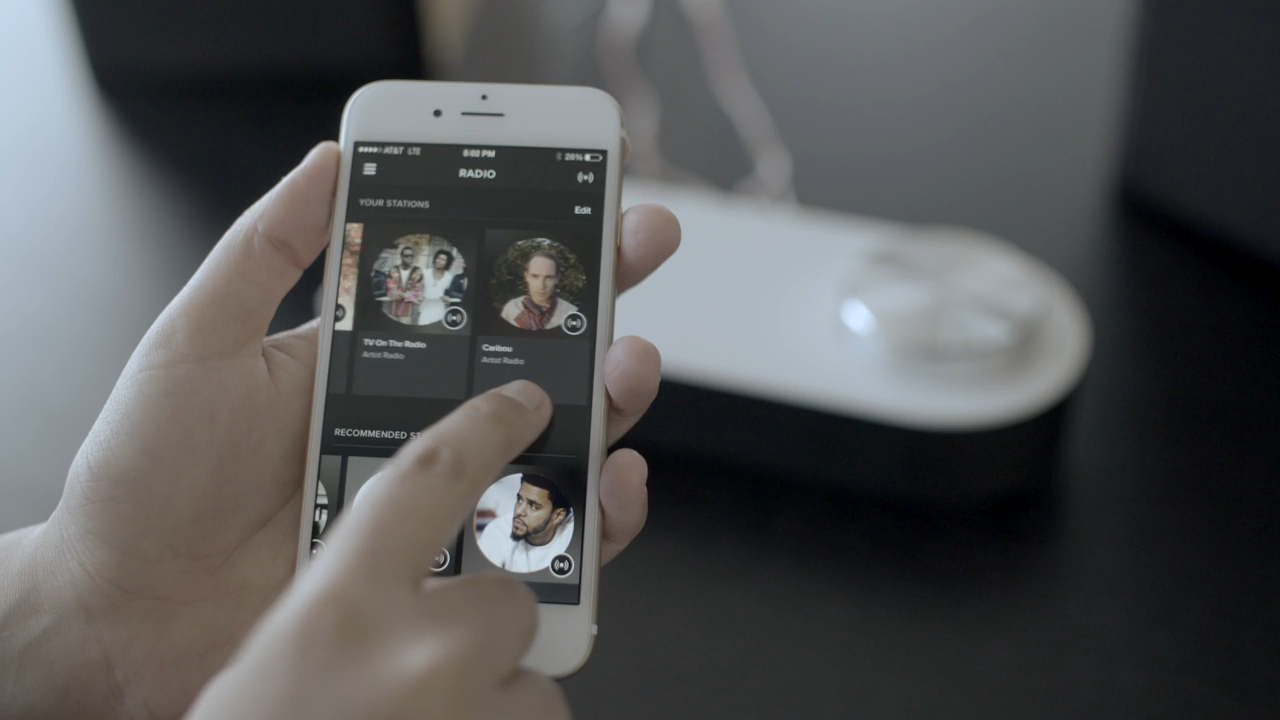 AT&T LTE 5:02 PM 26%
RADIO
YOUR STATIONS Edit
TV On The Radio
Artist Radio
Caribou
Artist Radio
RECOMMENDED